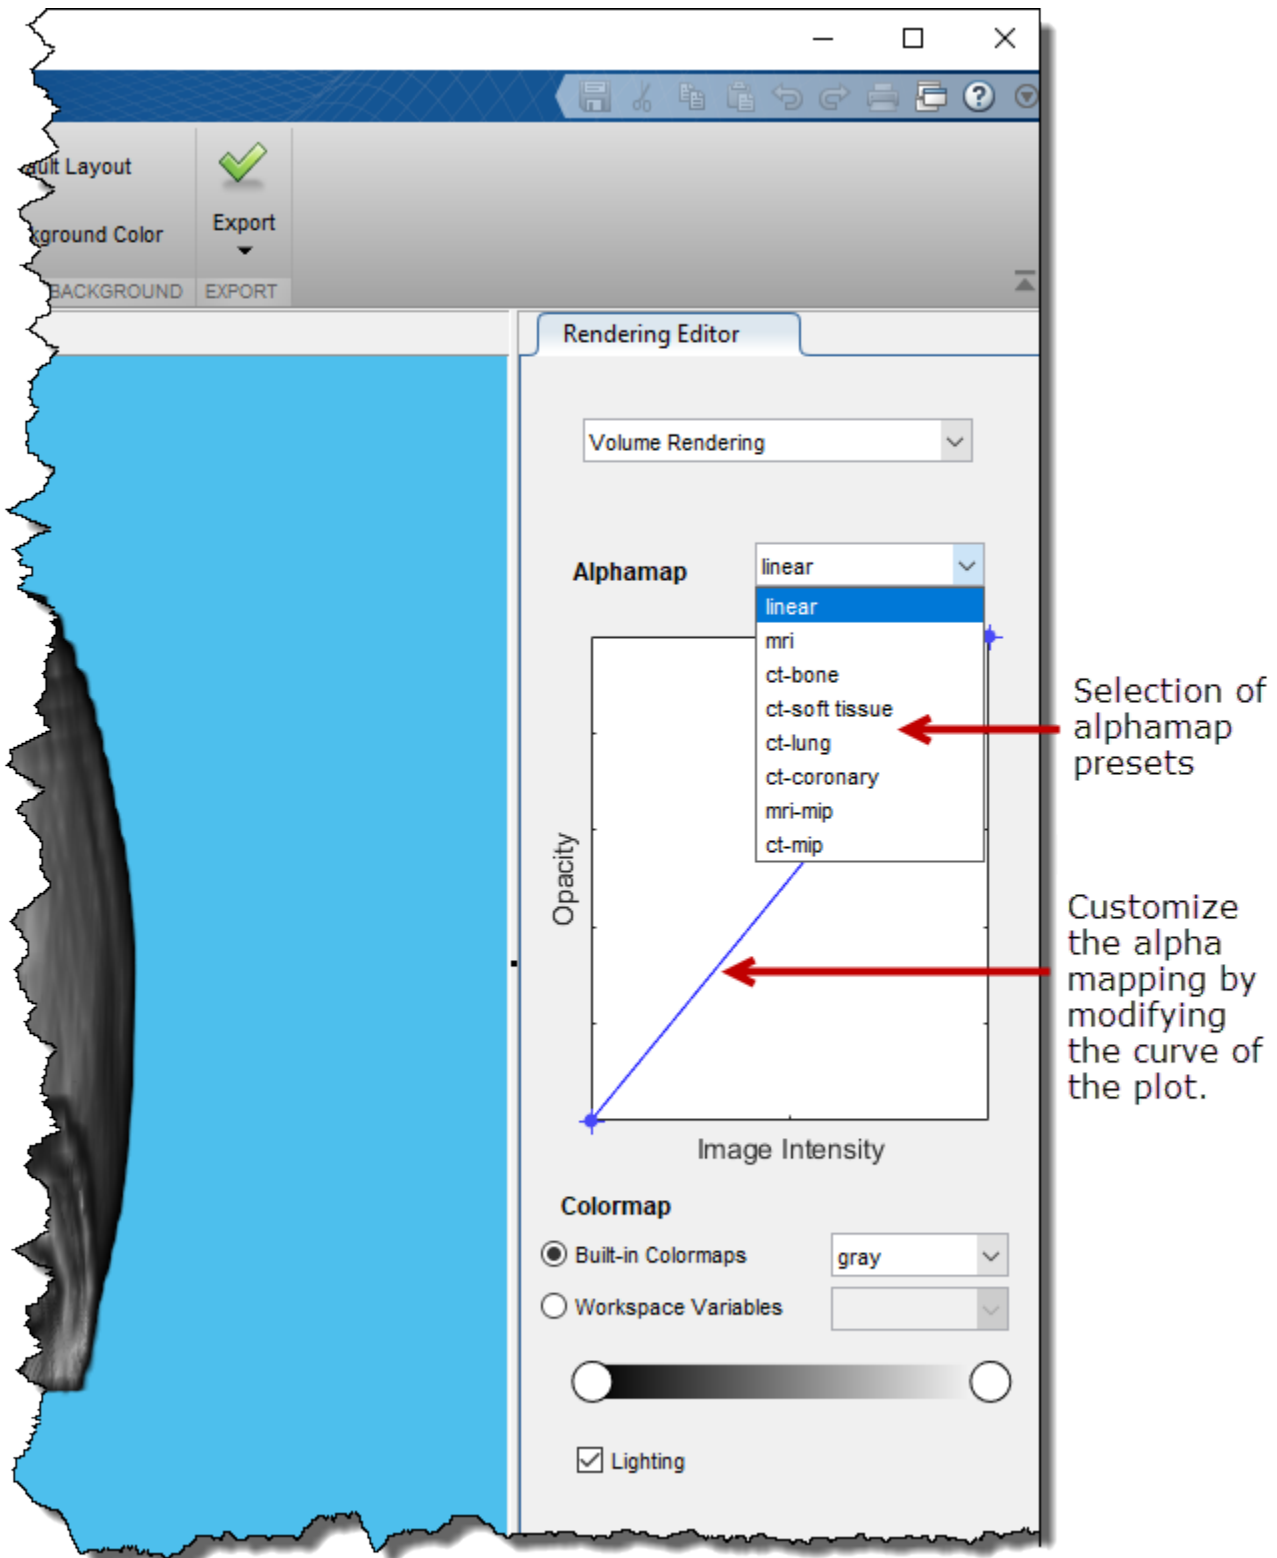 Layout
Export
Color
BACKGROUND
EXPORT
Rendering Editor
Volume Rendering
Alphamap
linear
linear
mri
ct-bone
ct-soft tissue
ct-lung
ct-coronary
mri-mip
ct-mip
Selection of
alphamap
presets
Opacity
Customize
the alpha
mapping by
modifying
the curve of
the plot.
Image Intensity
Colormap
Built-in Colormaps
gray
Workspace Variables
Lighting